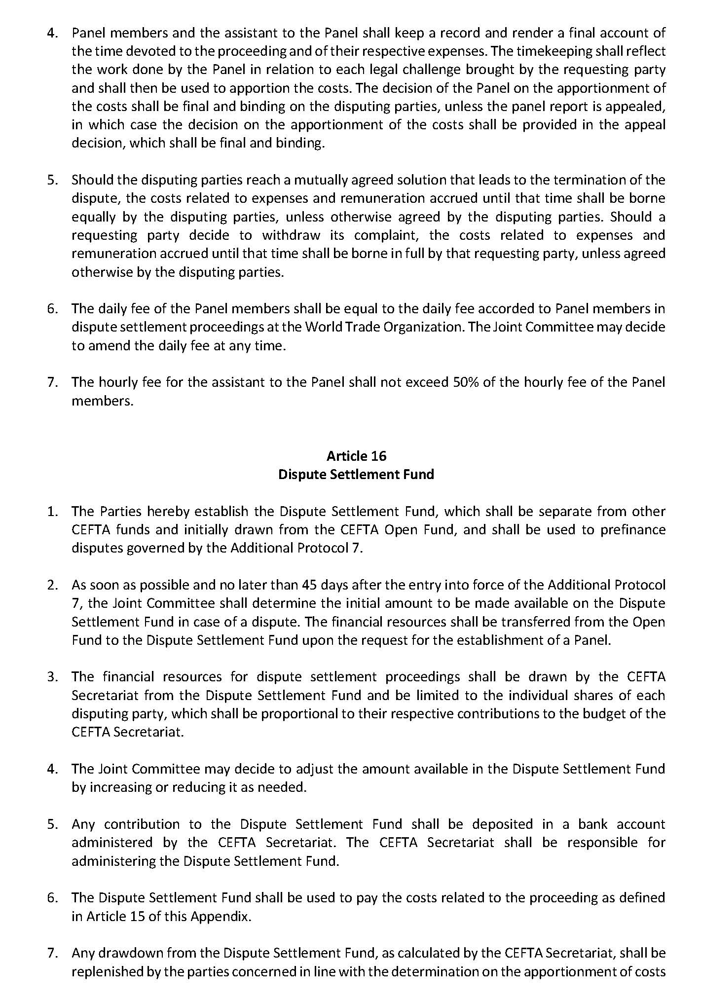 4. Panel members and the assistant to the Panel shall keep a record and render a final account of
the time devoted to the proceeding and of their respective expenses. The timekeeping shall reflect
the work done by the Panel in relation to each legal challenge brought by the requesting party
and shall then be used to apportion the costs. The decision of the Panel on the apportionment of
the costs shall be final and binding on the disputing parties, unless the panel report is appealed,
in which case the decision on the apportionment of the costs shall be provided in the appeal
decision, which shall be final and binding.
5. Should the disputing parties reach a mutually agreed solution that leads to the termination of the
dispute, the costs related to expenses and remuneration accrued until that time shall be borne
equally by the disputing parties, unless otherwise agreed by the disputing parties. Should a
requesting party decide to withdraw its complaint, the costs related to expenses and
remuneration accrued until that time shall be borne in full by that requesting party, unless agreed
otherwise by the disputing parties.
6. The daily fee of the Panel members shall be equal to the daily fee accorded to Panel members in
dispute settlement proceedings at the World Trade Organization. The Joint Committee may decide
to amend the daily fee at any time.
7. The hourly fee for the assistant to the Panel shall not exceed 50% of the hourly fee of the Panel
members.
Article 16
Dispute Settlement Fund
1. The Parties hereby establish the Dispute Settlement Fund, which shall be separate from other
CEFTA funds and initially drawn from the CEFTA Open Fund, and shall be used to prefinance
disputes governed by the Additional Protocol 7.
2. As soon as possible and no later than 45 days after the entry into force of the Additional Protocol
7, the Joint Committee shall determine the initial amount to be made available on the Dispute
Settlement Fund in case of a dispute. The financial resources shall be transferred from the Open
Fund to the Dispute Settlement Fund upon the request for the establishment of a Panel.
3. The financial resources for dispute settlement proceedings shall be drawn by the CEFTA
Secretariat from the Dispute Settlement Fund and be limited to the individual shares of each
disputing party, which shall be proportional to their respective contributions to the budget of the
CEFTA Secretariat.
4. The Joint Committee may decide to adjust the amount available in the Dispute Settlement Fund
by increasing or reducing it as needed.
5. Any contribution to the Dispute Settlement Fund shall be deposited in a bank account
administered by the CEFTA Secretariat. The CEFTA Secretariat shall be responsible for
administering the Dispute Settlement Fund.
6. The Dispute Settlement Fund shall be used to pay the costs related to the proceeding as defined
in Article 15 of this Appendix.
7. Any drawdown from the Dispute Settlement Fund, as calculated by the CEFTA Secretariat, shall be
replenished by the parties concerned in line with the determination on the apportionment of costs